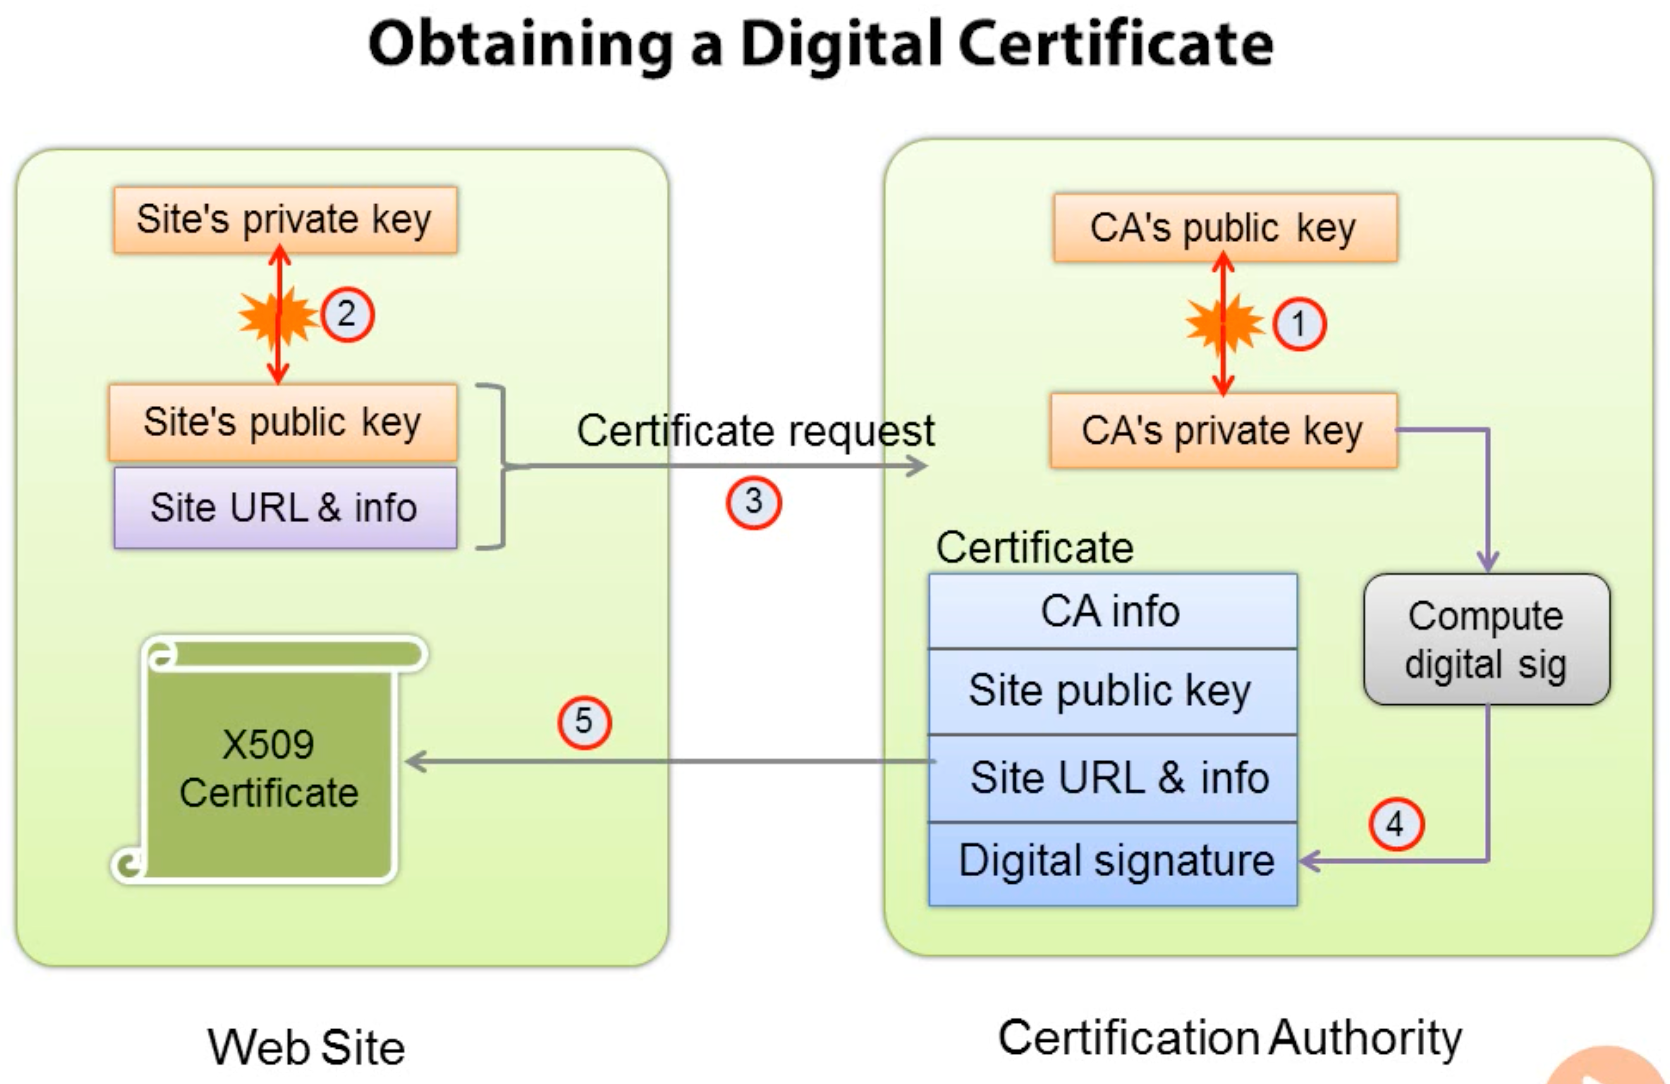 Obtaining a Digital Certificate
Site's private key
2
Site's public key
Site URL & info
Certificate request
3
CA's public key
1
CA's private key
Certificate
CA info
Site public key
Site URL & info
Digital signature
Compute
digital sig
4
5
X509
Certificate
Web Site
Certification Authority